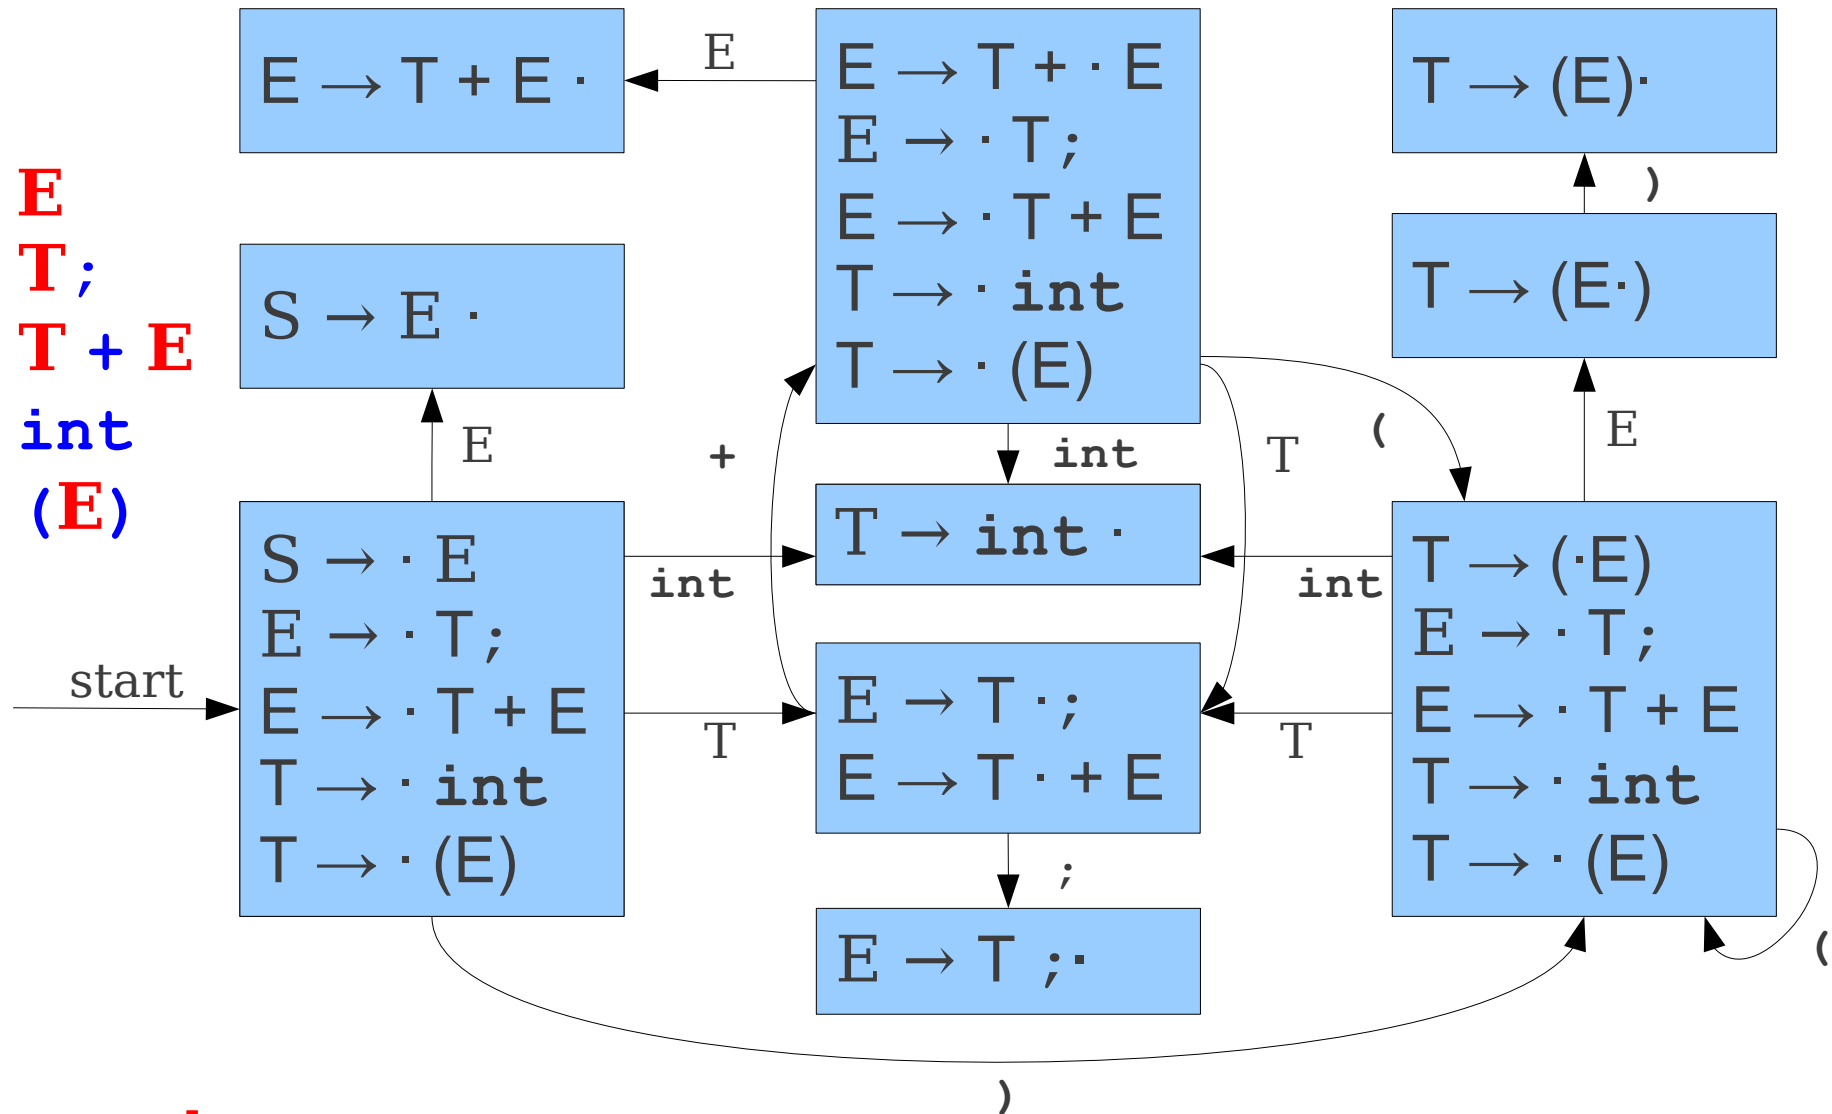 E
T ;
T + E
int
(E)
E → T + E ·
E
E → T + · E
E → · T ;
E → · T + E
T → · int
T → · (E)
T → (E)·
)
T → (E·)
S → E ·
E
+
int
T
(
E
T → int ·
start
S → · E
E → · T ;
E → · T + E
T → · int
T → · (E)
int
T
int
T
E → T · ;
E → T · + E
;
E → T ; ·
T → (·E)
E → · T ;
E → · T + E
T → · int
T → · (E)
(
)